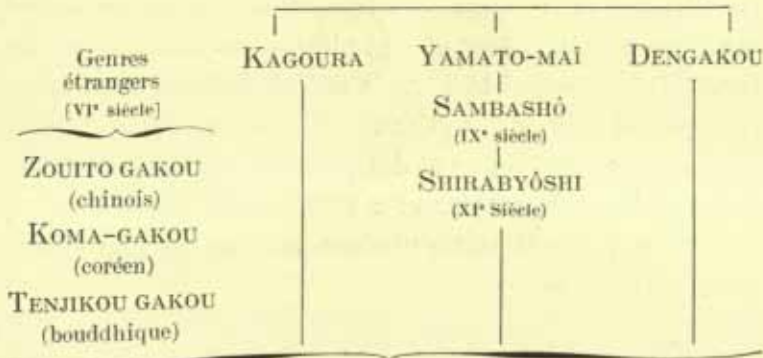 KAGOURA YAMATO-MAÏ DENGAKOU
Genres
étrangers
[VIe siècle]
SAMBASHÔ
(IXe siècle)
ZOUITO GAKOU
(chinois)
SHIRABYÔSHI
(XIe Siècle)
KOMA-GAKOU
(coréen)
TENJIKOU GAKOU
(bouddhique)